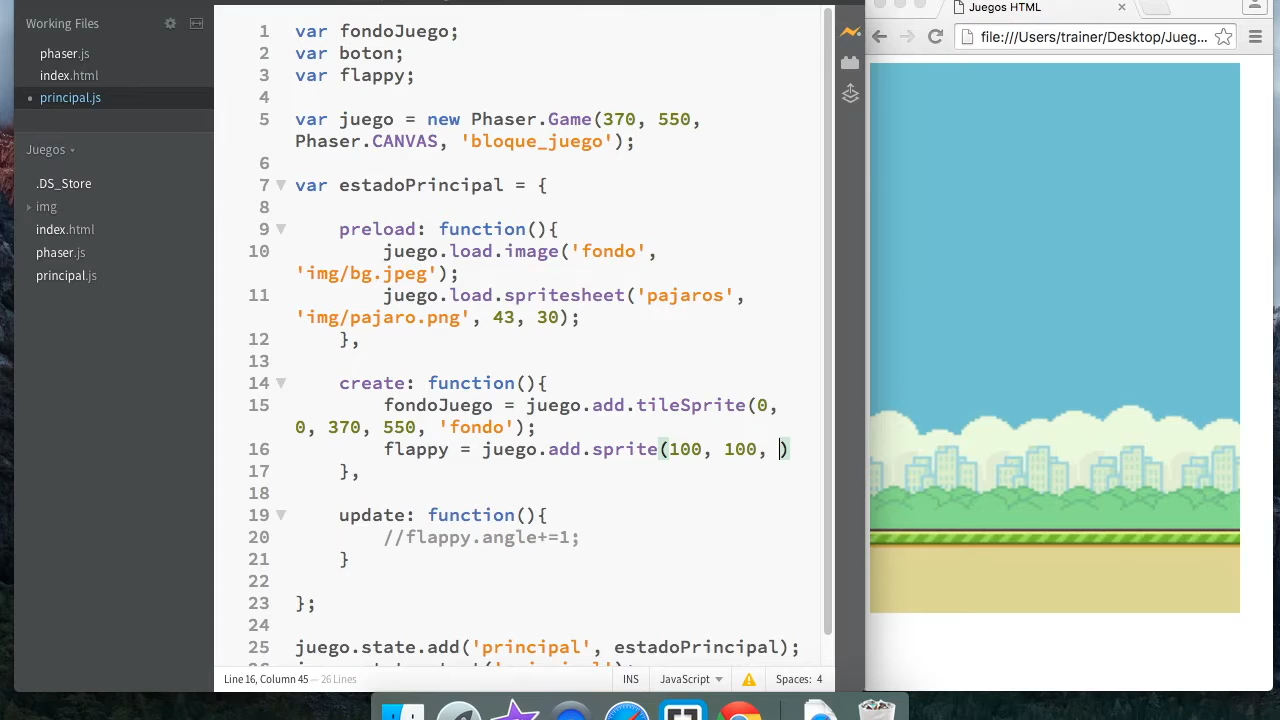 Working Files
phaser.js
index.html
principal.js
Juegos
.DS_Store
img
index.html
phaser.js
principal.js
1 var fondoJuego;
2 var boton;
3 var flappy;
4
5 var juego = new Phaser.Game(370, 550,
Phaser.CANVAS, 'bloque_juego');
6
7 var estadoPrincipal = {
8
9 preload: function(){
10 juego.load.image('fondo',
'img/bg.jpeg');
11 juego.load.spritesheet('pajaros',
'img/pajaro.png', 43, 30);
12 },
13
14 create: function(){
15 fondoJuego = juego.add.tileSprite(0,
0, 370, 550, 'fondo');
16 flappy = juego.add.sprite(100, 100, )
17 },
18
19 update: function(){
20 //flappy.angle+=1;
21 }
22
23 };
24
25 juego.state.add('principal', estadoPrincipal);
Line 16, Column 45 — 26 Lines
INS
JavaScript
Spaces: 4
Juegos HTML
file:///Users/trainer/Desktop/Jueg...